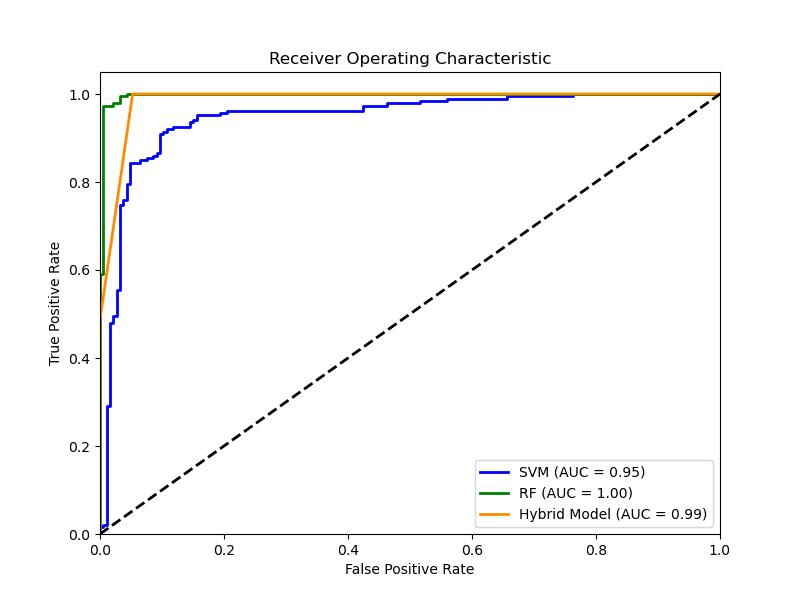 Receiver Operating Characteristic
True Positive Rate
1.0
0.8
0.6
0.4
0.2
0.0
0.0 0.2 0.4 0.6 0.8 1.0
False Positive Rate
SVM (AUC = 0.95)
RF (AUC = 1.00)
Hybrid Model (AUC = 0.99)